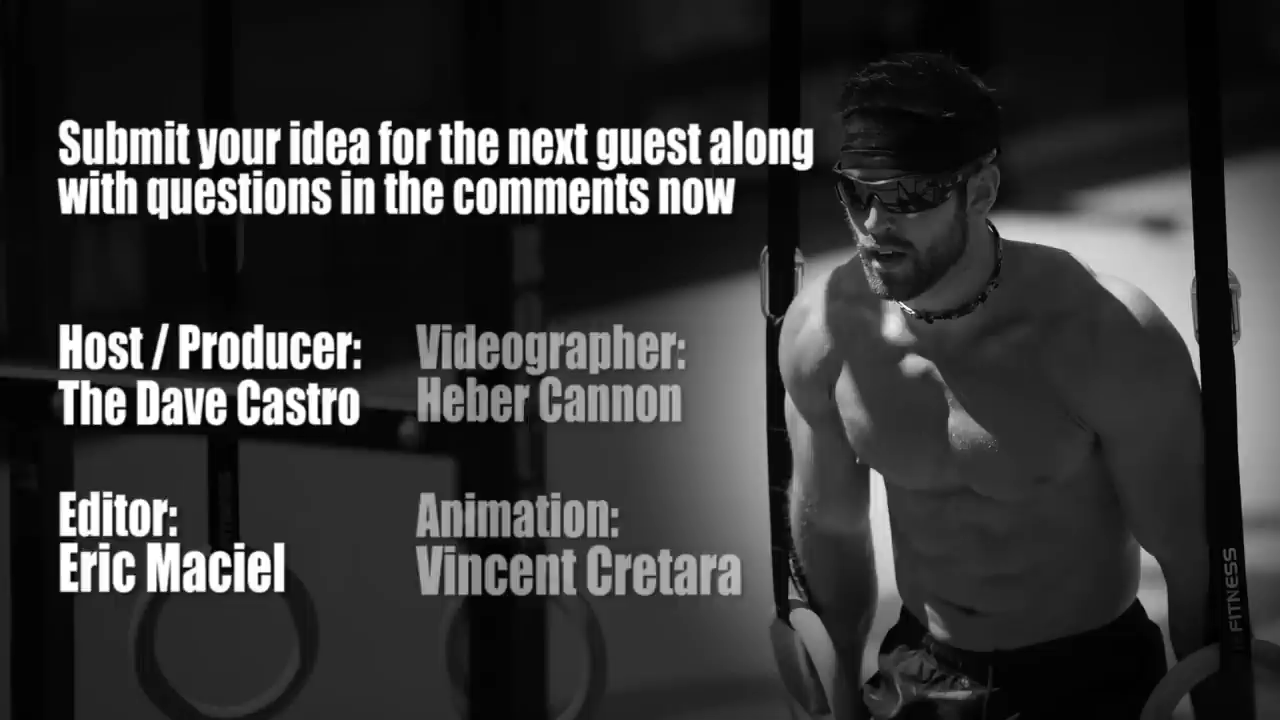 Submit your idea for the next guest along
with questions in the comments now
Host / Producer:
The Dave Castro
Videographer:
Heber Cannon
Editor:
Eric Maciel
Animation:
Vincent Cretara
FITNESS